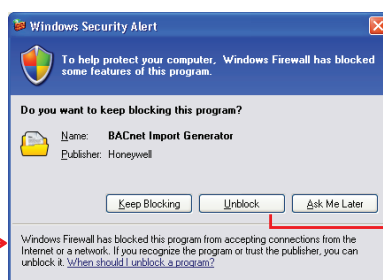 Windows Security Alert
To help protect your computer, Windows Firewall has blocked
some features of this program.
Do you want to keep blocking this program?
Name: BACnet Import Generator
Publisher: Honeywell
Keep Blocking Unblock Ask Me Later
Windows Firewall has blocked this program from accepting connections from the
Internet or a network. If you recognize the program or trust the publisher, you can
unblock it. When should I unblock a program?